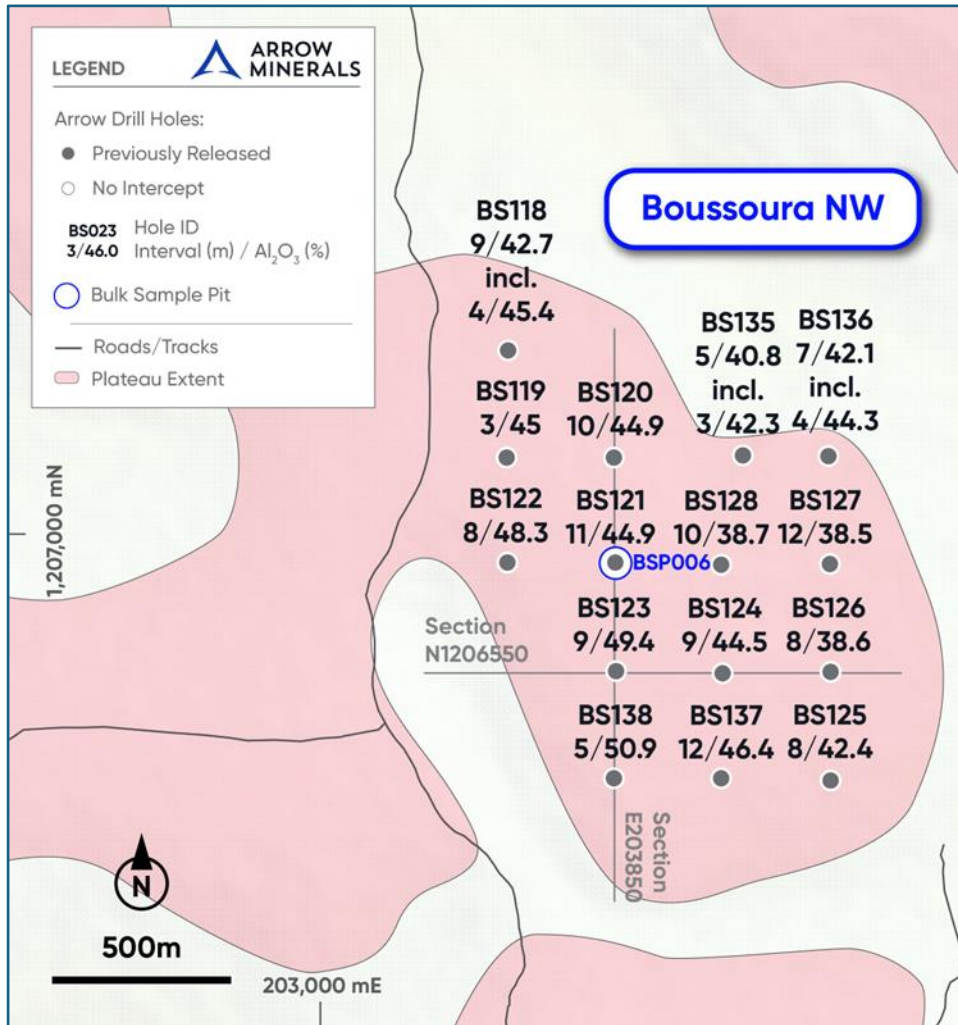 LEGEND
ARROW
MINERALS
Arrow Drill Holes:
Previously Released
No Intercept
BS023 Hole ID
3/46.0 Interval (m) / Al₂O₃ (%)
Bulk Sample Pit
Roads/Tracks
Plateau Extent
Boussoura NW
BS118
9/42.7
incl.
4/45.4
BS135
5/40.8
incl.
3/42.3
BS136
7/42.1
incl.
4/44.3
BS119
3/45
BS120
10/44.9
BS122
8/48.3
BS121
11/44.9
BS128
10/38.7
BS127
12/38.5
BSP006
1,207,000 mN
Section
N1206550
BS123
9/49.4
BS124
9/44.5
BS126
8/38.6
BS138
5/50.9
BS137
12/46.4
BS125
8/42.4
Section
E203850
N
500m
203,000 mE